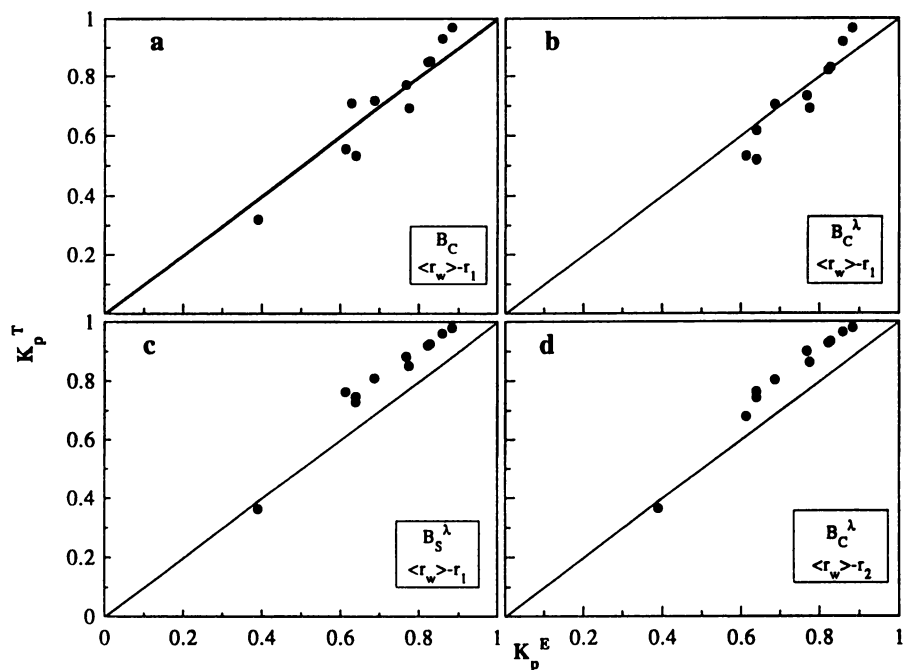 1
a
b
0.8
0.6
0.4
0.2
B_C
<r_w>-r_1
B_C^λ
<r_w>-r_1
K_p^T
1
c
d
0.8
0.6
0.4
0.2
0
B_S^λ
<r_w>-r_1
B_C^λ
<r_w>-r_2
0 0.2 0.4 0.6 0.8 1 0.2 0.4 0.6 0.8 1
K_p^E